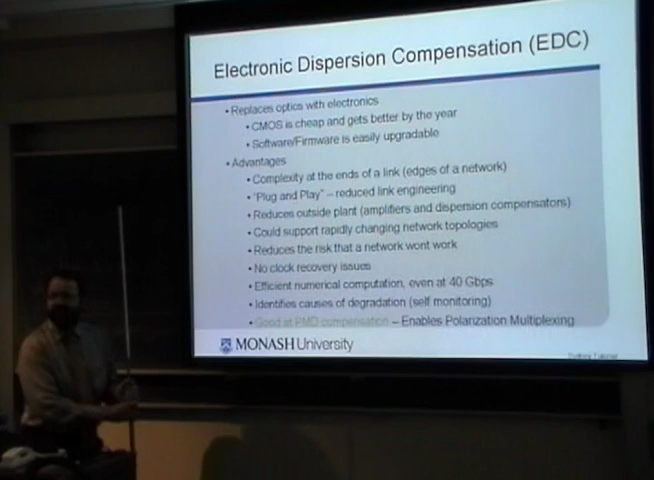 Electronic Dispersion Compensation (EDC)
• Replaces optics with electronics
• CMOS is cheap and gets better by the year
• Software/Firmware is easily upgradable
• Advantages
• Complexity at the ends of a link (edges of a network)
• "Plug and Play" – reduced link engineering
• Reduces outside plant (amplifiers and dispersion compensators)
• Could support rapidly changing network topologies
• Reduces the risk that a network wont work
• No clock recovery issues
• Efficient numerical computation, even at 40 Gbps
• Identifies causes of degradation (self monitoring)
• Good at PMD compensation – Enables Polarization Multiplexing
MONASH University